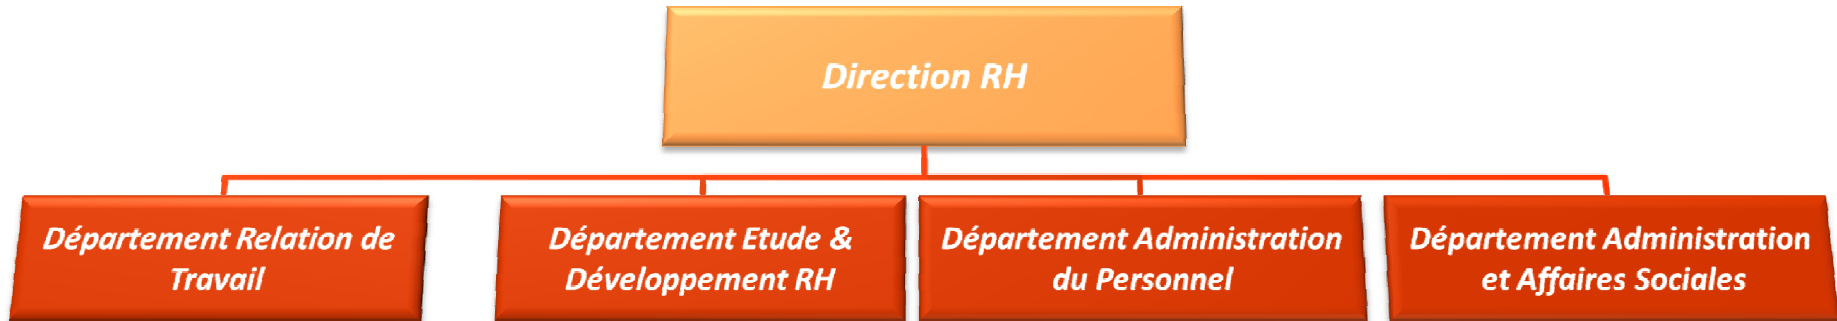 Direction RH
Département Relation de
Travail
Département Etude &
Développement RH
Département Administration
du Personnel
Département Administration
et Affaires Sociales